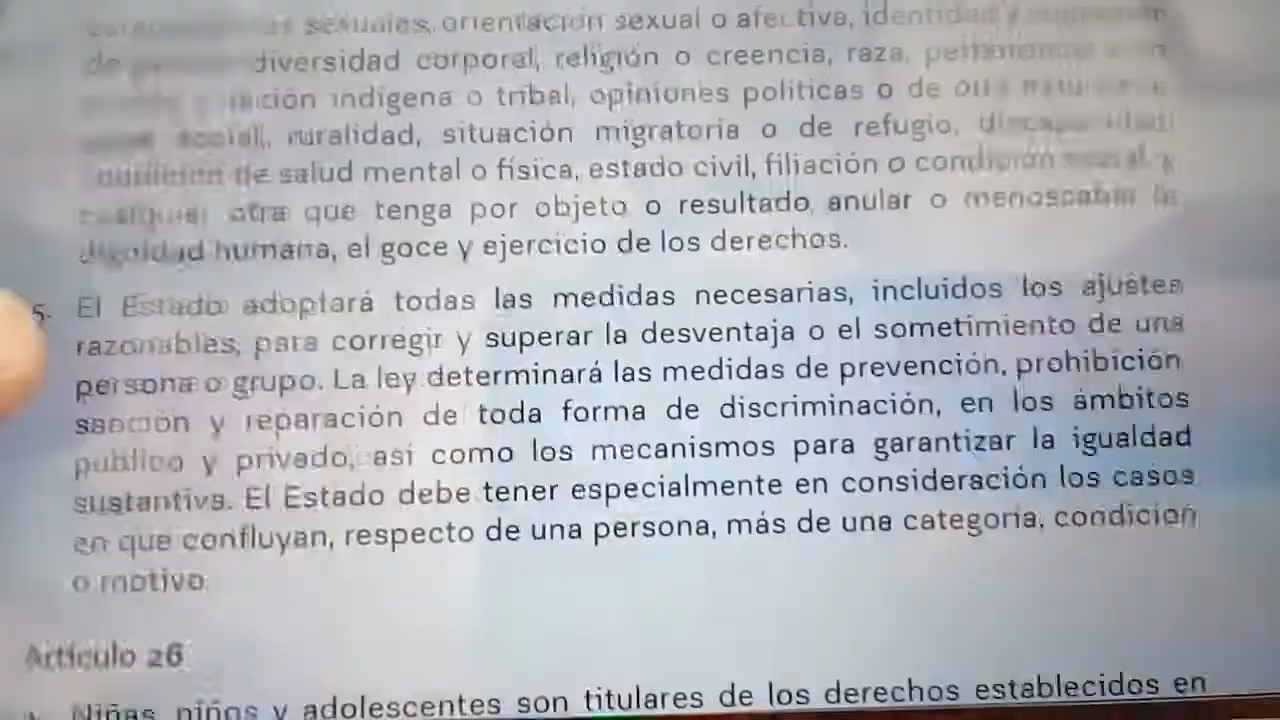 sexuales, orientación sexual o afectiva, identidad y
de diversidad corporal, religión o creencia, raza,
nación indígena o tribal, opiniones politicas o de
social, ruralidad, situación migratoria o de refugio,
de salud mental o física, estado civil, filiación o condición
otra que tenga por objeto o resultado anular o menoscabar la
dignidad humana, el goce y ejercicio de los derechos.
5. El Estado adoptará todas las medidas necesarias, incluidos los ajustes
razonables, para corregir y superar la desventaja o el sometimiento de una
persona o grupo. La ley determinará las medidas de prevención, prohibición
sanción y reparación de toda forma de discriminación, en los ámbitos
público y privado, así como los mecanismos para garantizar la igualdad
sustantiva. El Estado debe tener especialmente en consideración los casos
en que confluyan, respecto de una persona, más de una categoría, condición
o motivo.
Artículo 26
Niñas, niños y adolescentes son titulares de los derechos establecidos en